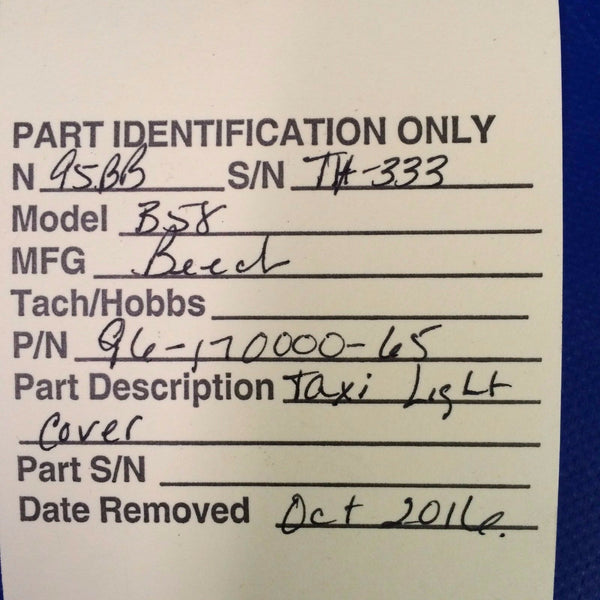 PART IDENTIFICATION ONLY
N 95BB S/N TH-333
Model B58
MFG Beech
Tach/Hobbs
P/N 96-170000-65
Part Description Taxi Light
Cover
Part S/N
Date Removed Oct 2016.